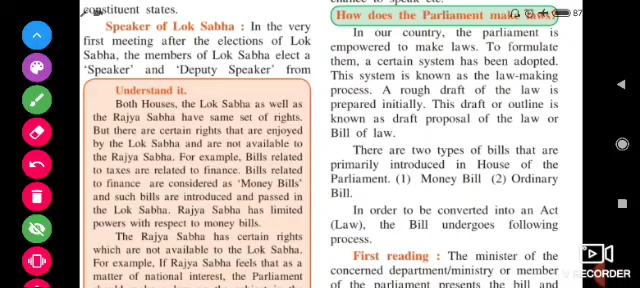 constituent states.
Speaker of Lok Sabha : In the very
first meeting after the elections of Lok
Sabha, the members of Lok Sabha elect a
'Speaker' and 'Deputy Speaker' from
Understand it.
Both Houses, the Lok Sabha as well as
the Rajya Sabha have same set of rights.
But there are certain rights that are enjoyed
by the Lok Sabha and are not available to
the Rajya Sabha. For example, Bills related
to taxes are related to finance. Bills related
to finance are considered as 'Money Bills'
and such bills are introduced and passed in
the Lok Sabha. Rajya Sabha has limited
powers with respect to money bills.
The Rajya Sabha has certain rights
which are not available to the Lok Sabha.
For example, If Rajya Sabha feels that as a
matter of national interest, the Parliament
How does the Parliament make laws?
In our country, the parliament is
empowered to make laws. To formulate
them, a certain system has been adopted.
This system is known as the law-making
process. A rough draft of the law is
prepared initially. This draft or outline is
known as draft proposal of the law or
Bill of law.
There are two types of bills that are
primarily introduced in House of the
Parliament. (1) Money Bill (2) Ordinary
Bill.
In order to be converted into an Act
(Law), the Bill undergoes following
process.
First reading : The minister of the
concerned department/ministry or member
of the parliament presents the bill and
87
V RECORDER